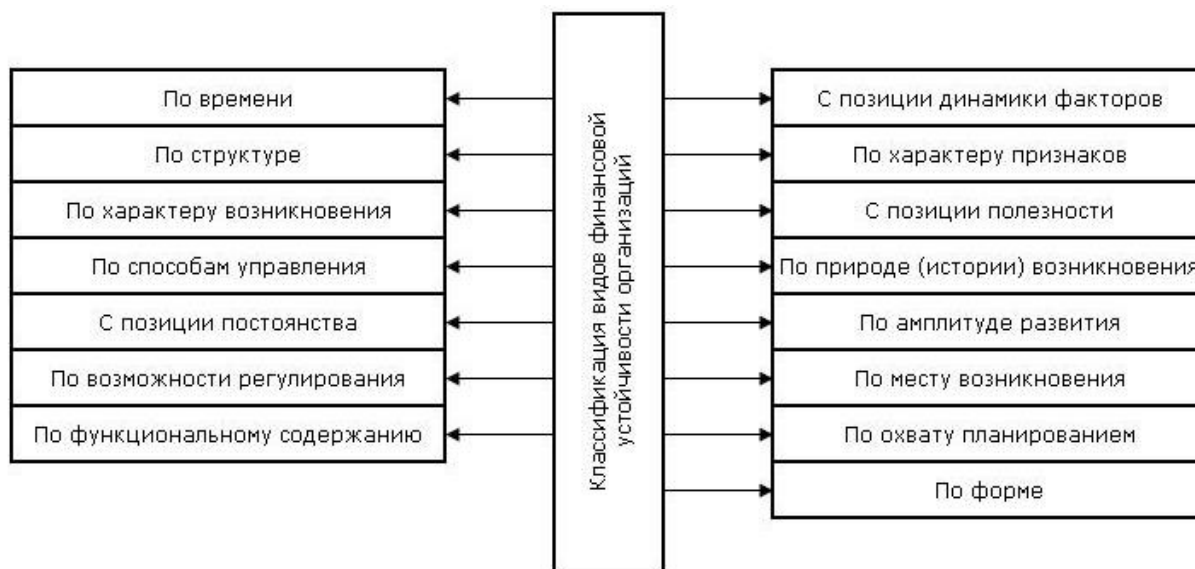 По времени
По структуре
По характеру возникновения
По способам управления
С позиции постоянства
По возможности регулирования
По функциональному содержанию
Классификация видов финансовой
устойчивости организаций
С позиции динамики факторов
По характеру признаков
С позиции полезности
По природе (истории) возникновения
По амплитуде развития
По месту возникновения
По охвату планированием
По форме